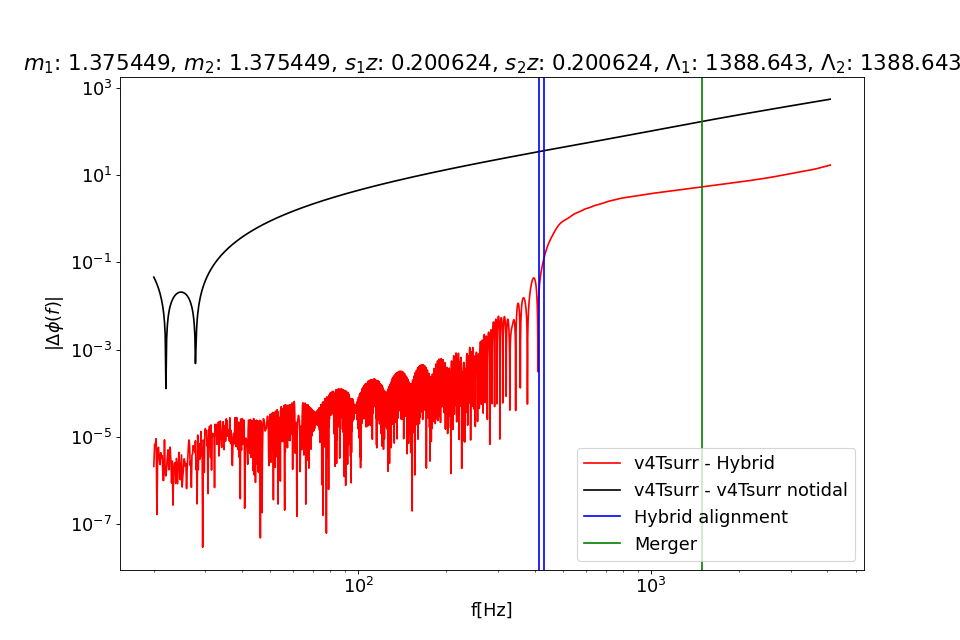 m₁: 1.375449, m₂: 1.375449, s₁z: 0.200624, s₂z: 0.200624, Λ₁: 1388.643, Λ₂: 1388.643
10³
10¹
10⁻¹
10⁻³
10⁻⁵
10⁻⁷
|Δϕ(f)|
v4Tsurr - Hybrid
v4Tsurr - v4Tsurr notidal
Hybrid alignment
Merger
10²
10³
f[Hz]